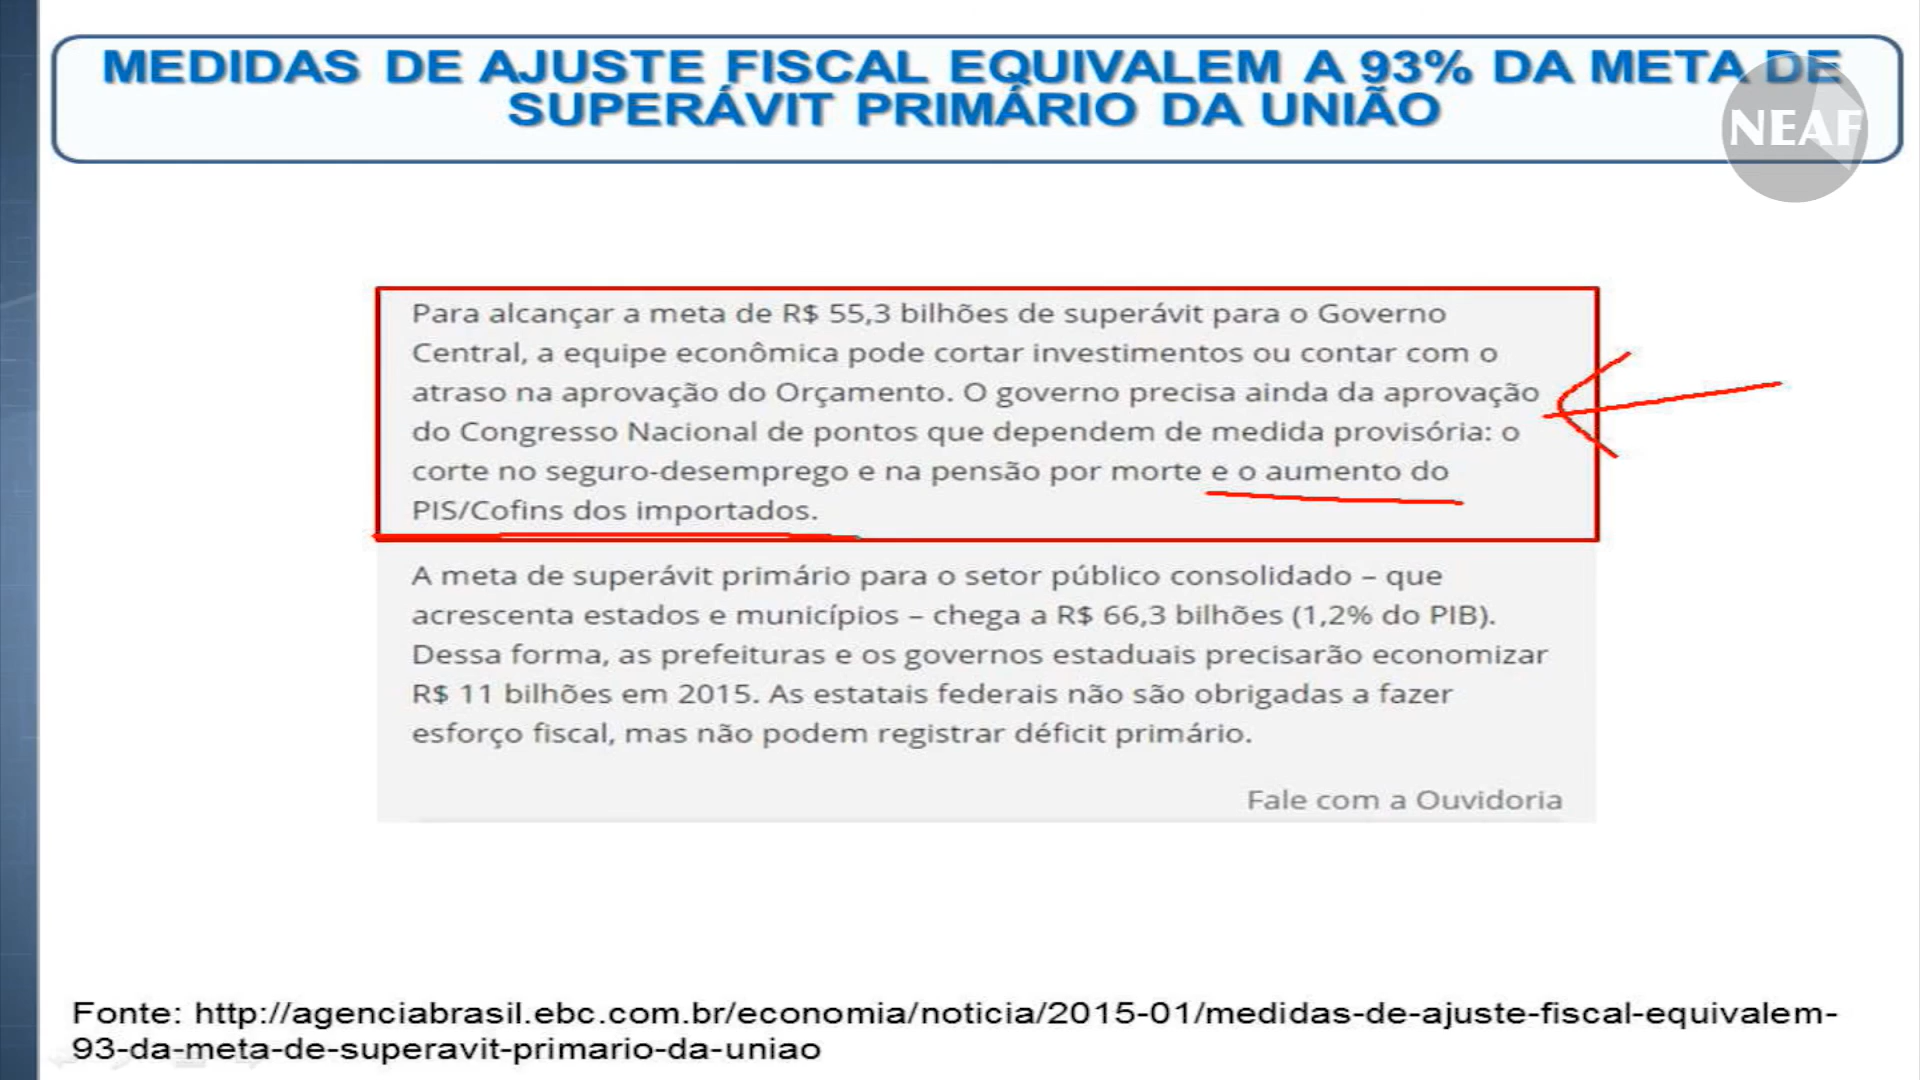 MEDIDAS DE AJUSTE FISCAL EQUIVALEM A 93% DA META DE
SUPERÁVIT PRIMÁRIO DA UNIÃO
NEAF
Para alcançar a meta de R$ 55,3 bilhões de superávit para o Governo
Central, a equipe econômica pode cortar investimentos ou contar com o
atraso na aprovação do Orçamento. O governo precisa ainda da aprovação
do Congresso Nacional de pontos que dependem de medida provisória: o
corte no seguro-desemprego e na pensão por morte e o aumento do
PIS/Cofins dos importados.
A meta de superávit primário para o setor público consolidado – que
acrescenta estados e municípios – chega a R$ 66,3 bilhões (1,2% do PIB).
Dessa forma, as prefeituras e os governos estaduais precisarão economizar
R$ 11 bilhões em 2015. As estatais federais não são obrigadas a fazer
esforço fiscal, mas não podem registrar déficit primário.
Fale com a Ouvidoria
Fonte: http://agenciabrasil.ebc.com.br/economia/noticia/2015-01/medidas-de-ajuste-fiscal-equivalem-
93-da-meta-de-superavit-primario-da-uniao